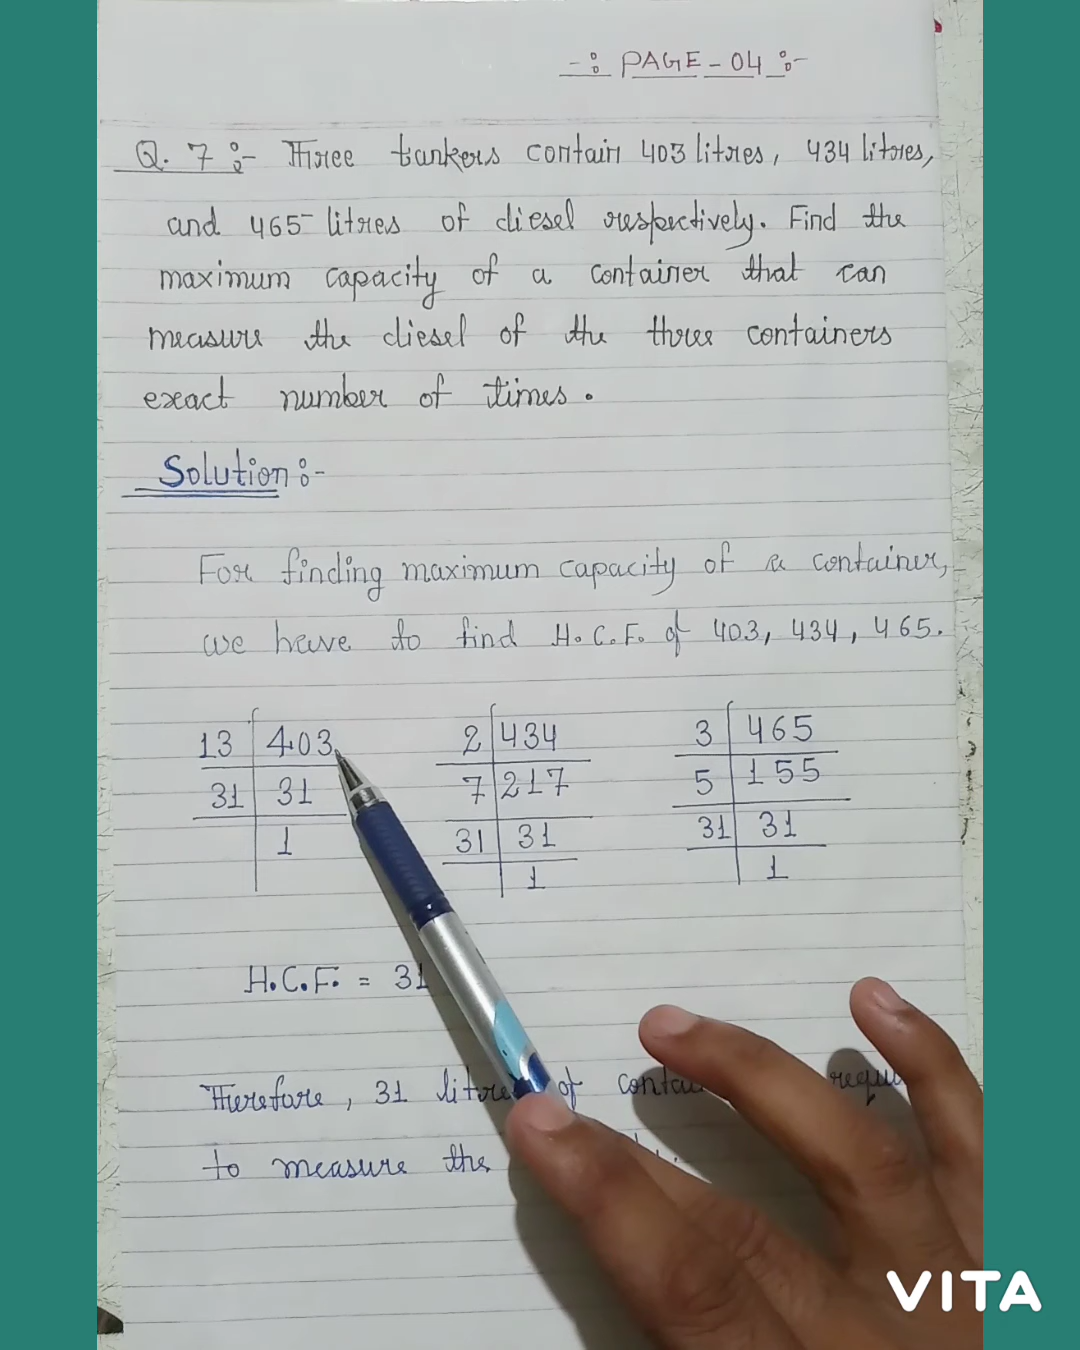 -: PAGE - 04 :-
Q. 7 :- Three tankers contain 403 litres, 434 litres,
and 465 litres of diesel respectively. Find the
maximum capacity of a container that can
measure the diesel of the three containers
exact number of times.
Solution :-
For finding maximum capacity of a container,
we have to find H.C.F. of 403, 434, 465.
13 403 2 434 3 465
31 31 7 217 5 155
1 31 31 31 31
1 1
H.C.F. = 31
Therefore, 31 litres of
to measure the
VITA